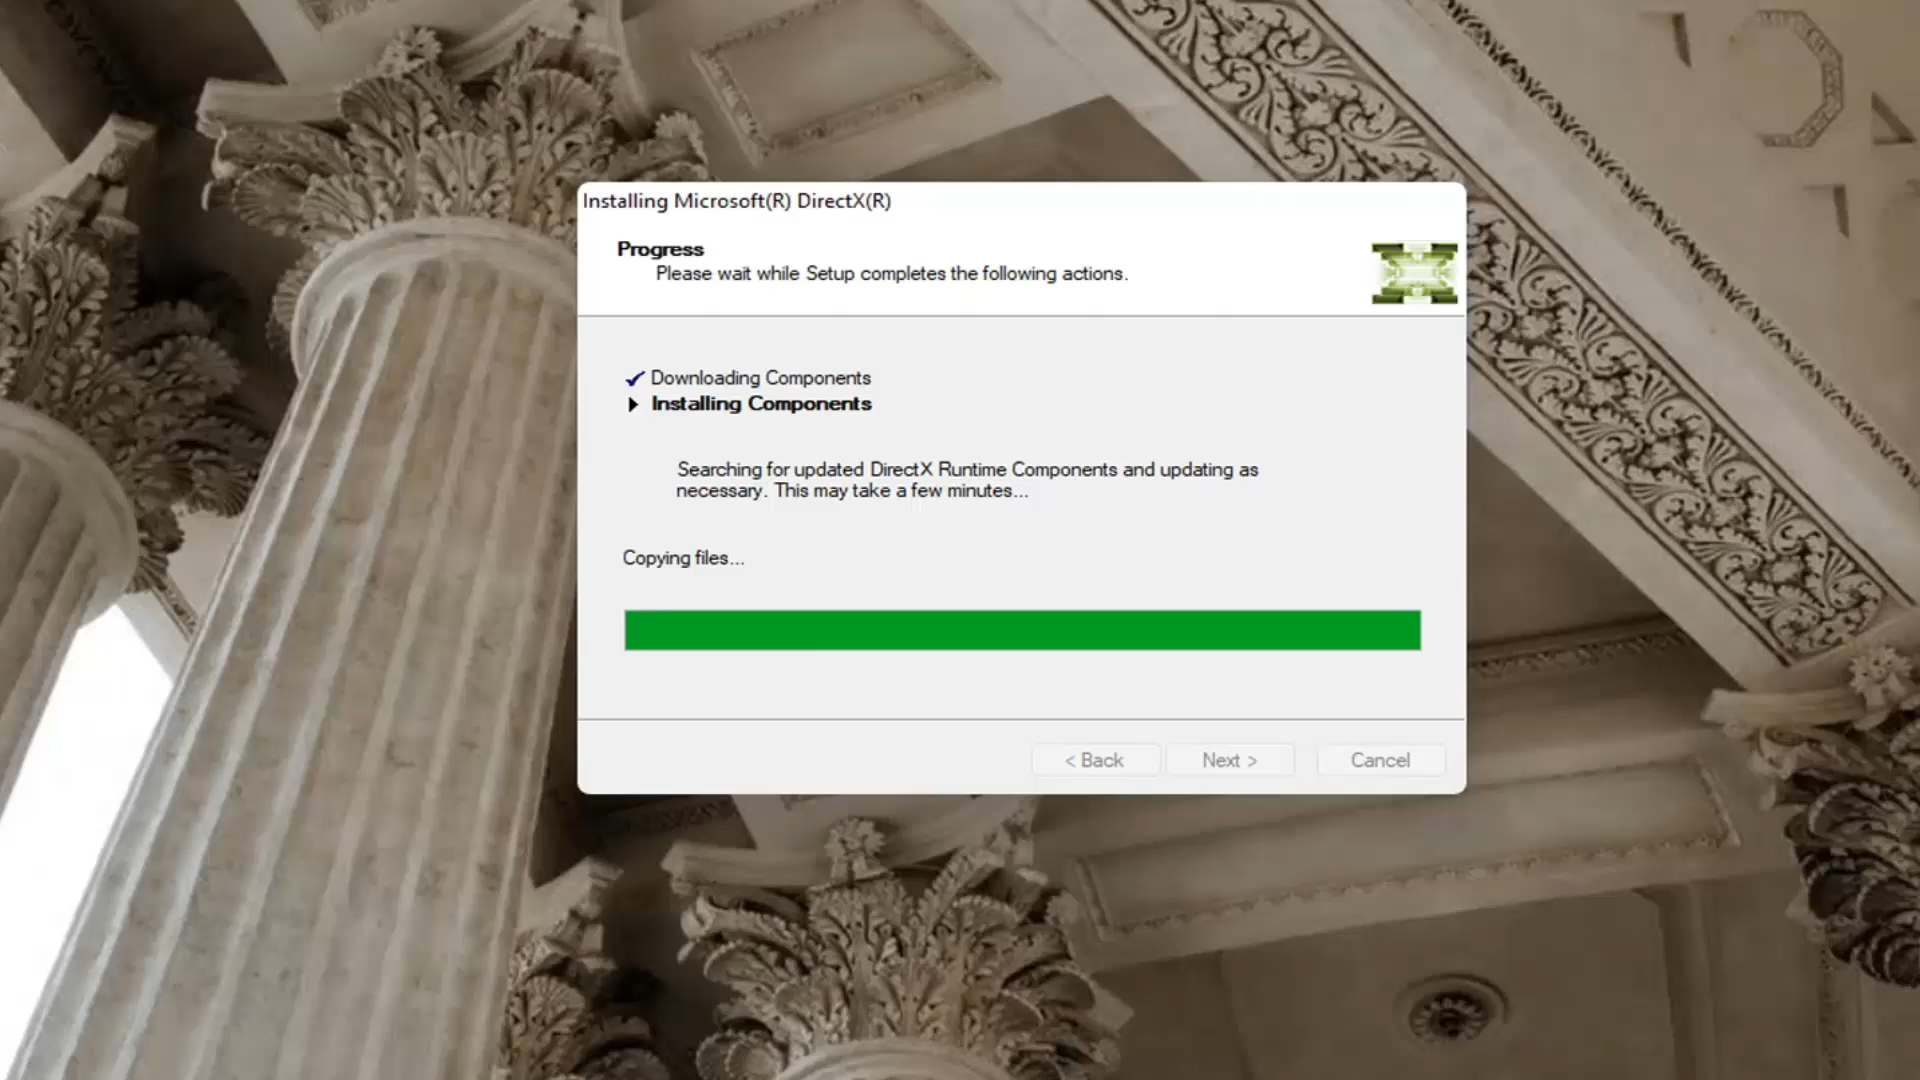 Installing Microsoft(R) DirectX(R)
Progress
Please wait while Setup completes the following actions.
Downloading Components
Installing Components
Searching for updated DirectX Runtime Components and updating as
necessary. This may take a few minutes...
Copying files...
< Back
Next >
Cancel